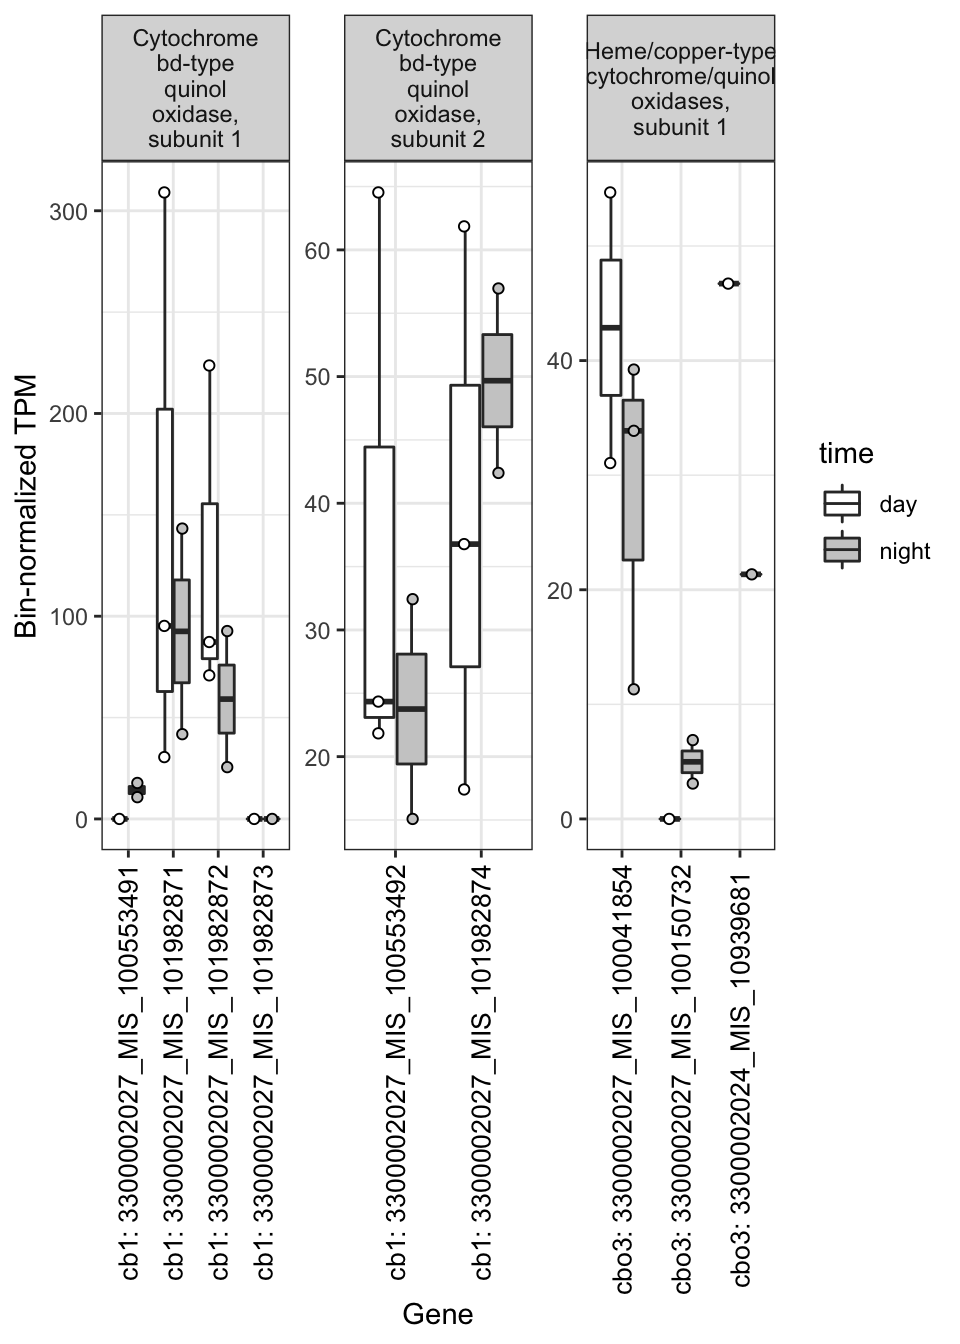 Cytochrome
bd-type
quinol
oxidase,
subunit 1
Cytochrome
bd-type
quinol
oxidase,
subunit 2
Heme/copper-type
cytochrome/quinol
oxidases,
subunit 1
Bin-normalized TPM
300
200
100
0
60
50
40
30
20
40
20
0
cb1: 3300002027_MIS_100553491
cb1: 3300002027_MIS_101982871
cb1: 3300002027_MIS_101982872
cb1: 3300002027_MIS_101982873
cb1: 3300002027_MIS_100553492
cb1: 3300002027_MIS_101982874
cbo3: 3300002027_MIS_100041854
cbo3: 3300002027_MIS_100150732
cbo3: 3300002024_MIS_10939681
Gene
time
day
night